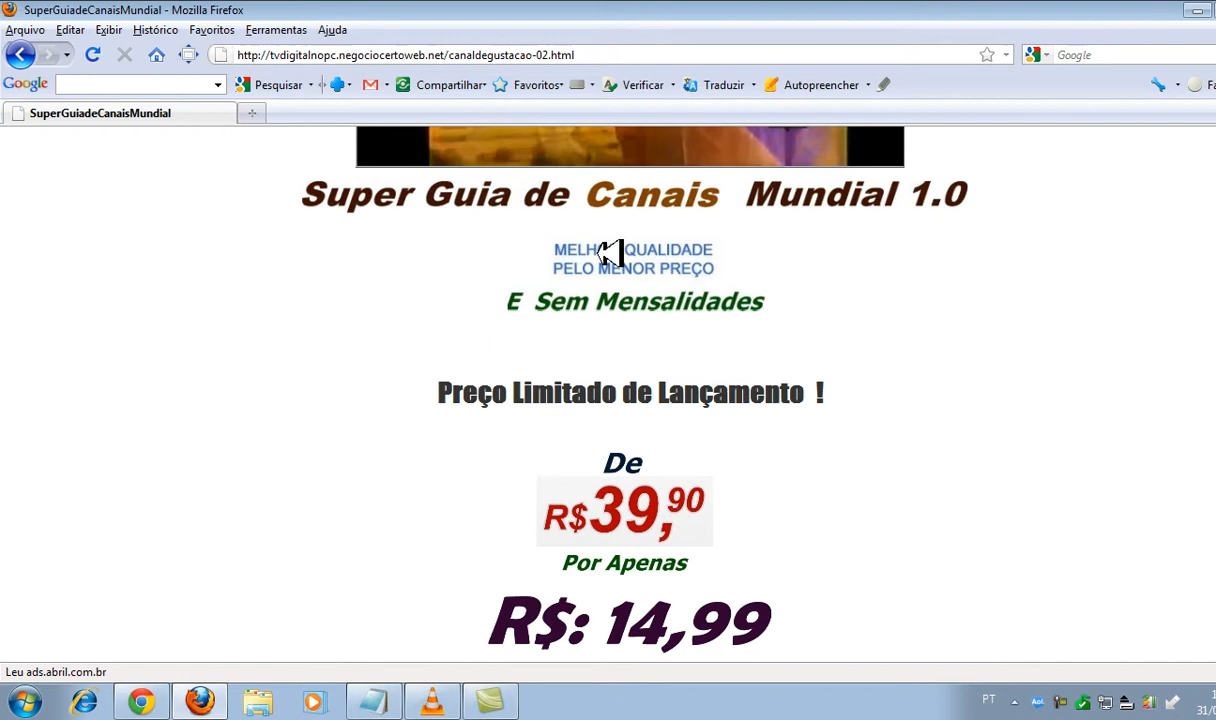 SuperGuiadeCanaisMundial - Mozilla Firefox
Arquivo Editar Exibir Histórico Favoritos Ferramentas Ajuda
http://tvdigitalnopc.negociocertoweb.net/canaldegustacao-02.html
Google
Google Pesquisar Compartilhar Favoritos Verificar Traduzir Autopreencher
SuperGuiadeCanaisMundial
Super Guia de Canais Mundial 1.0
QUALIDADE
PELO MENOR PREÇO
E Sem Mensalidades
Preço Limitado de Lançamento !
De
R$39,90
Por Apenas
R$: 14,99
Leu ads.abril.com.br
PT